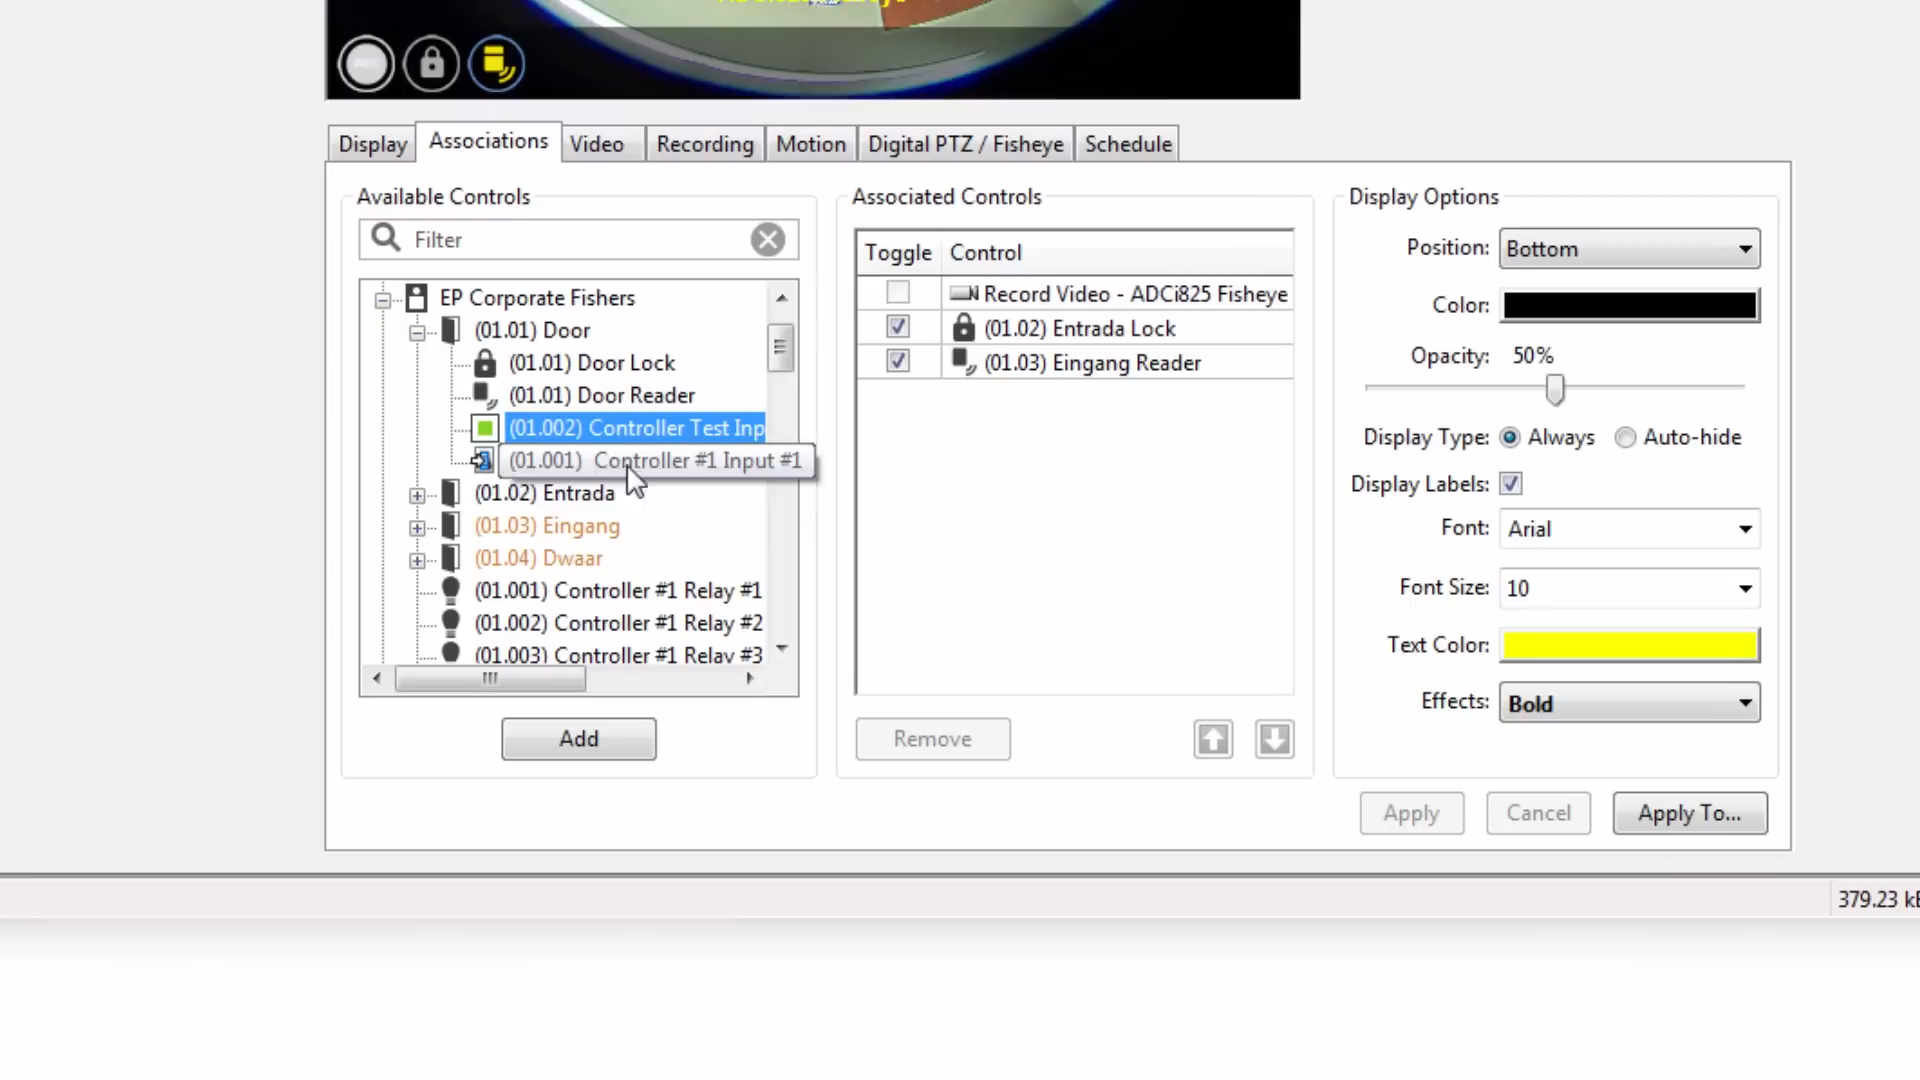 Display
Associations
Video
Recording
Motion
Digital PTZ / Fisheye
Schedule
Available Controls
Filter
EP Corporate Fishers
(01.01) Door
(01.01) Door Lock
(01.01) Door Reader
(01.002) Controller Test Inp
(01.001) Controller #1 Input #1
(01.02) Entrada
(01.03) Eingang
(01.04) Dwaar
(01.001) Controller #1 Relay #1
(01.002) Controller #1 Relay #2
(01.003) Controller #1 Relay #3
Add
Associated Controls
Toggle Control
Record Video - ADCi825 Fisheye
(01.02) Entrada Lock
(01.03) Eingang Reader
Remove
Display Options
Position: Bottom
Color:
Opacity: 50%
Display Type: Always Auto-hide
Display Labels:
Font: Arial
Font Size: 10
Text Color:
Effects: Bold
Apply
Cancel
Apply To...
379.23 kB